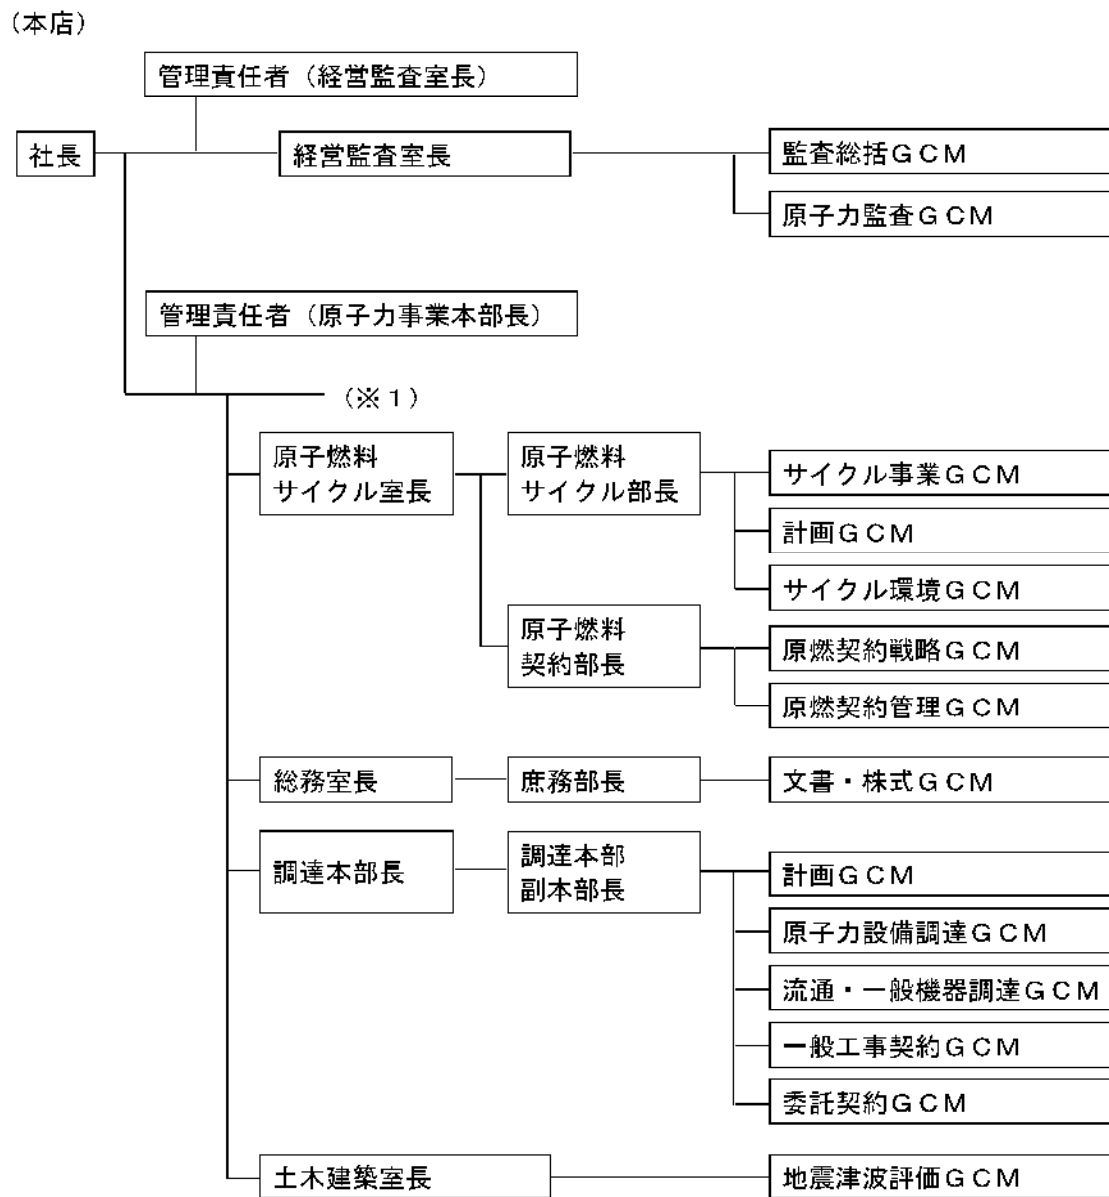 （本店）
管理責任者（経営監査室長）
社長
経営監査室長
監査総括ＧＣＭ
原子力監査ＧＣＭ
管理責任者（原子力事業本部長）
（※１）
原子燃料
サイクル室長
原子燃料
サイクル部長
サイクル事業ＧＣＭ
計画ＧＣＭ
サイクル環境ＧＣＭ
原子燃料
契約部長
原燃契約戦略ＧＣＭ
原燃契約管理ＧＣＭ
総務室長
庶務部長
文書・株式ＧＣＭ
調達本部長
調達本部
副本部長
計画ＧＣＭ
原子力設備調達ＧＣＭ
流通・一般機器調達ＧＣＭ
一般工事契約ＧＣＭ
委託契約ＧＣＭ
土木建築室長
地震津波評価ＧＣＭ